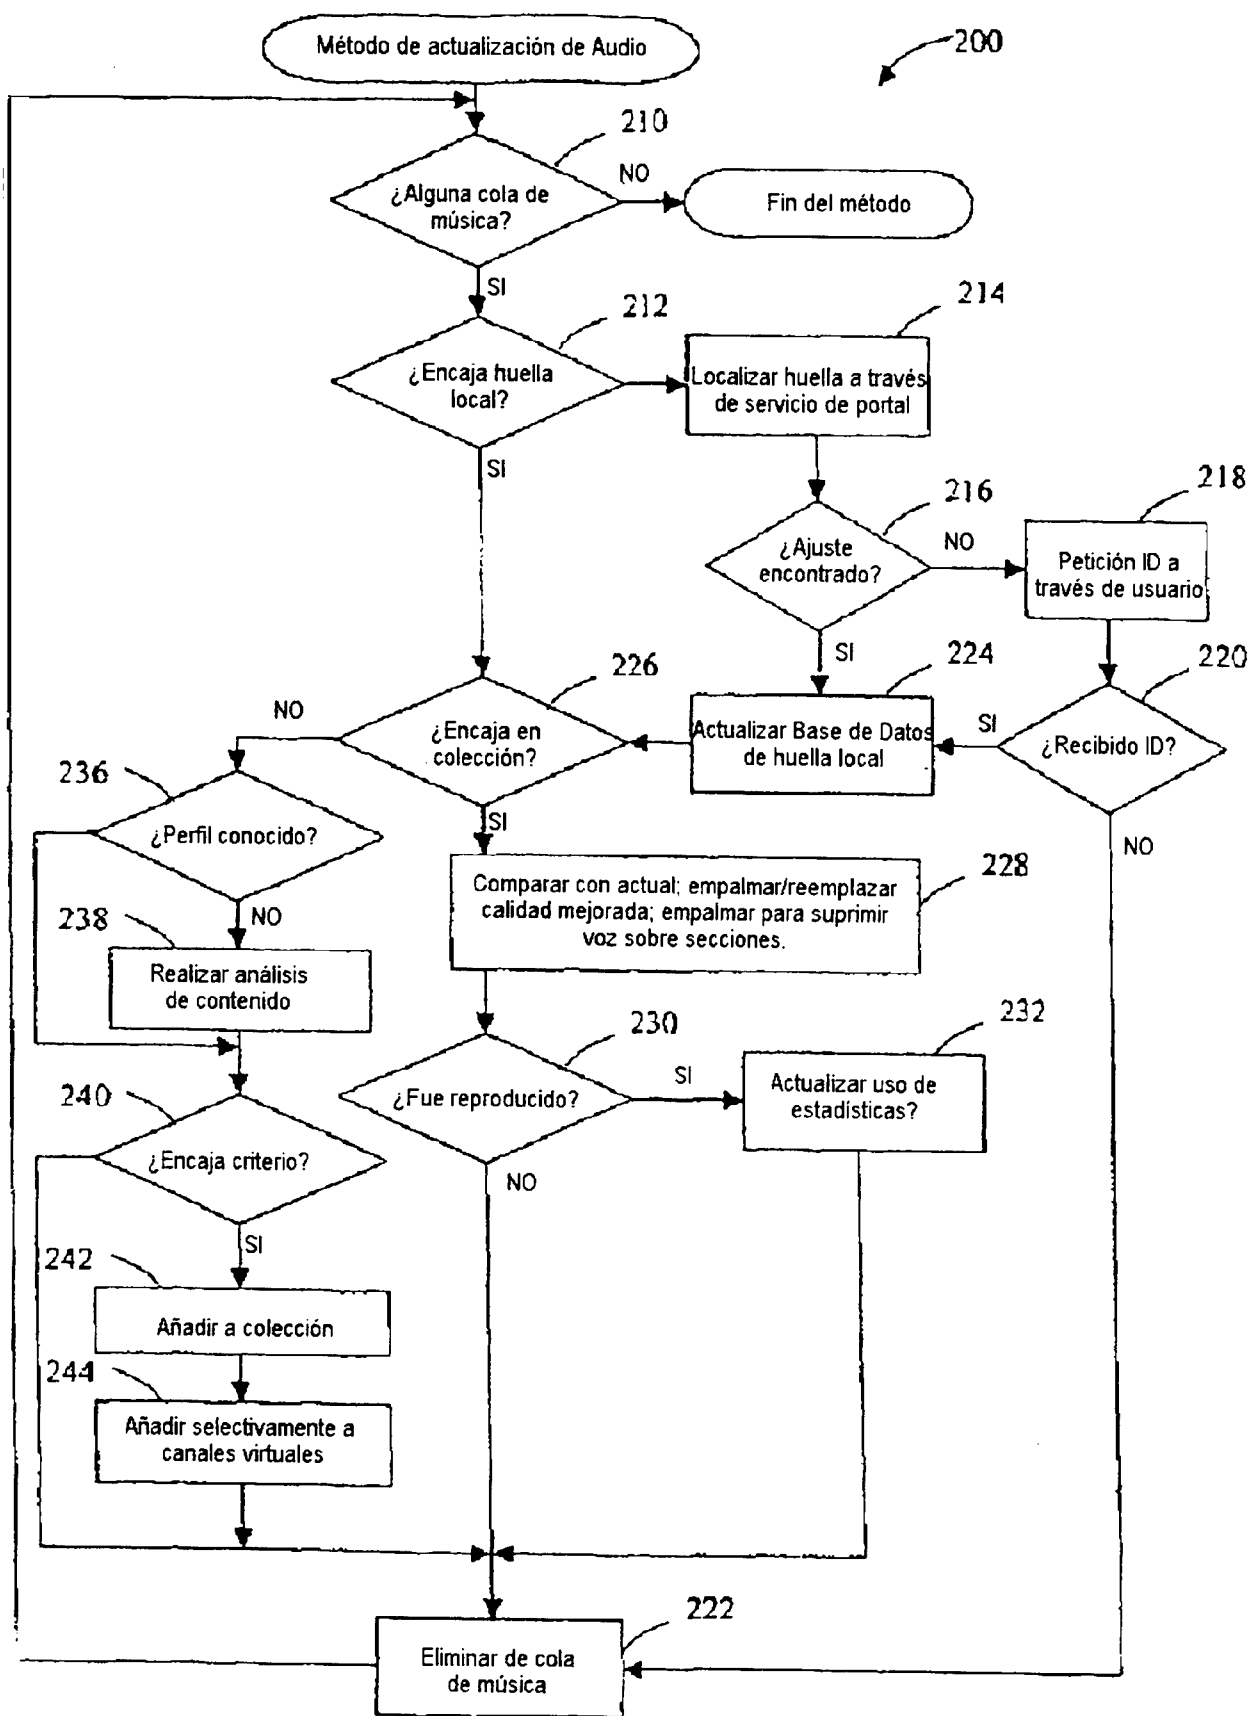 Método de actualización de Audio
200
210
¿Alguna cola de
música?
NO
Fin del método
SI
212
¿Encaja huella
local?
214
Localizar huella a través
de servicio de portal
SI
216
¿Ajuste
encontrado?
NO
218
Petición ID a
través de usuario
SI
220
¿Recibido ID?
SI
NO
224
Actualizar Base de Datos
de huella local
226
¿Encaja en
colección?
NO
SI
236
¿Perfil conocido?
NO
238
Realizar análisis
de contenido
228
Comparar con actual; empalmar/reemplazar
calidad mejorada; empalmar para suprimir
voz sobre secciones.
230
¿Fue reproducido?
SI
NO
232
Actualizar uso de
estadísticas?
240
¿Encaja criterio?
SI
242
Añadir a colección
244
Añadir selectivamente a
canales virtuales
222
Eliminar de cola
de música